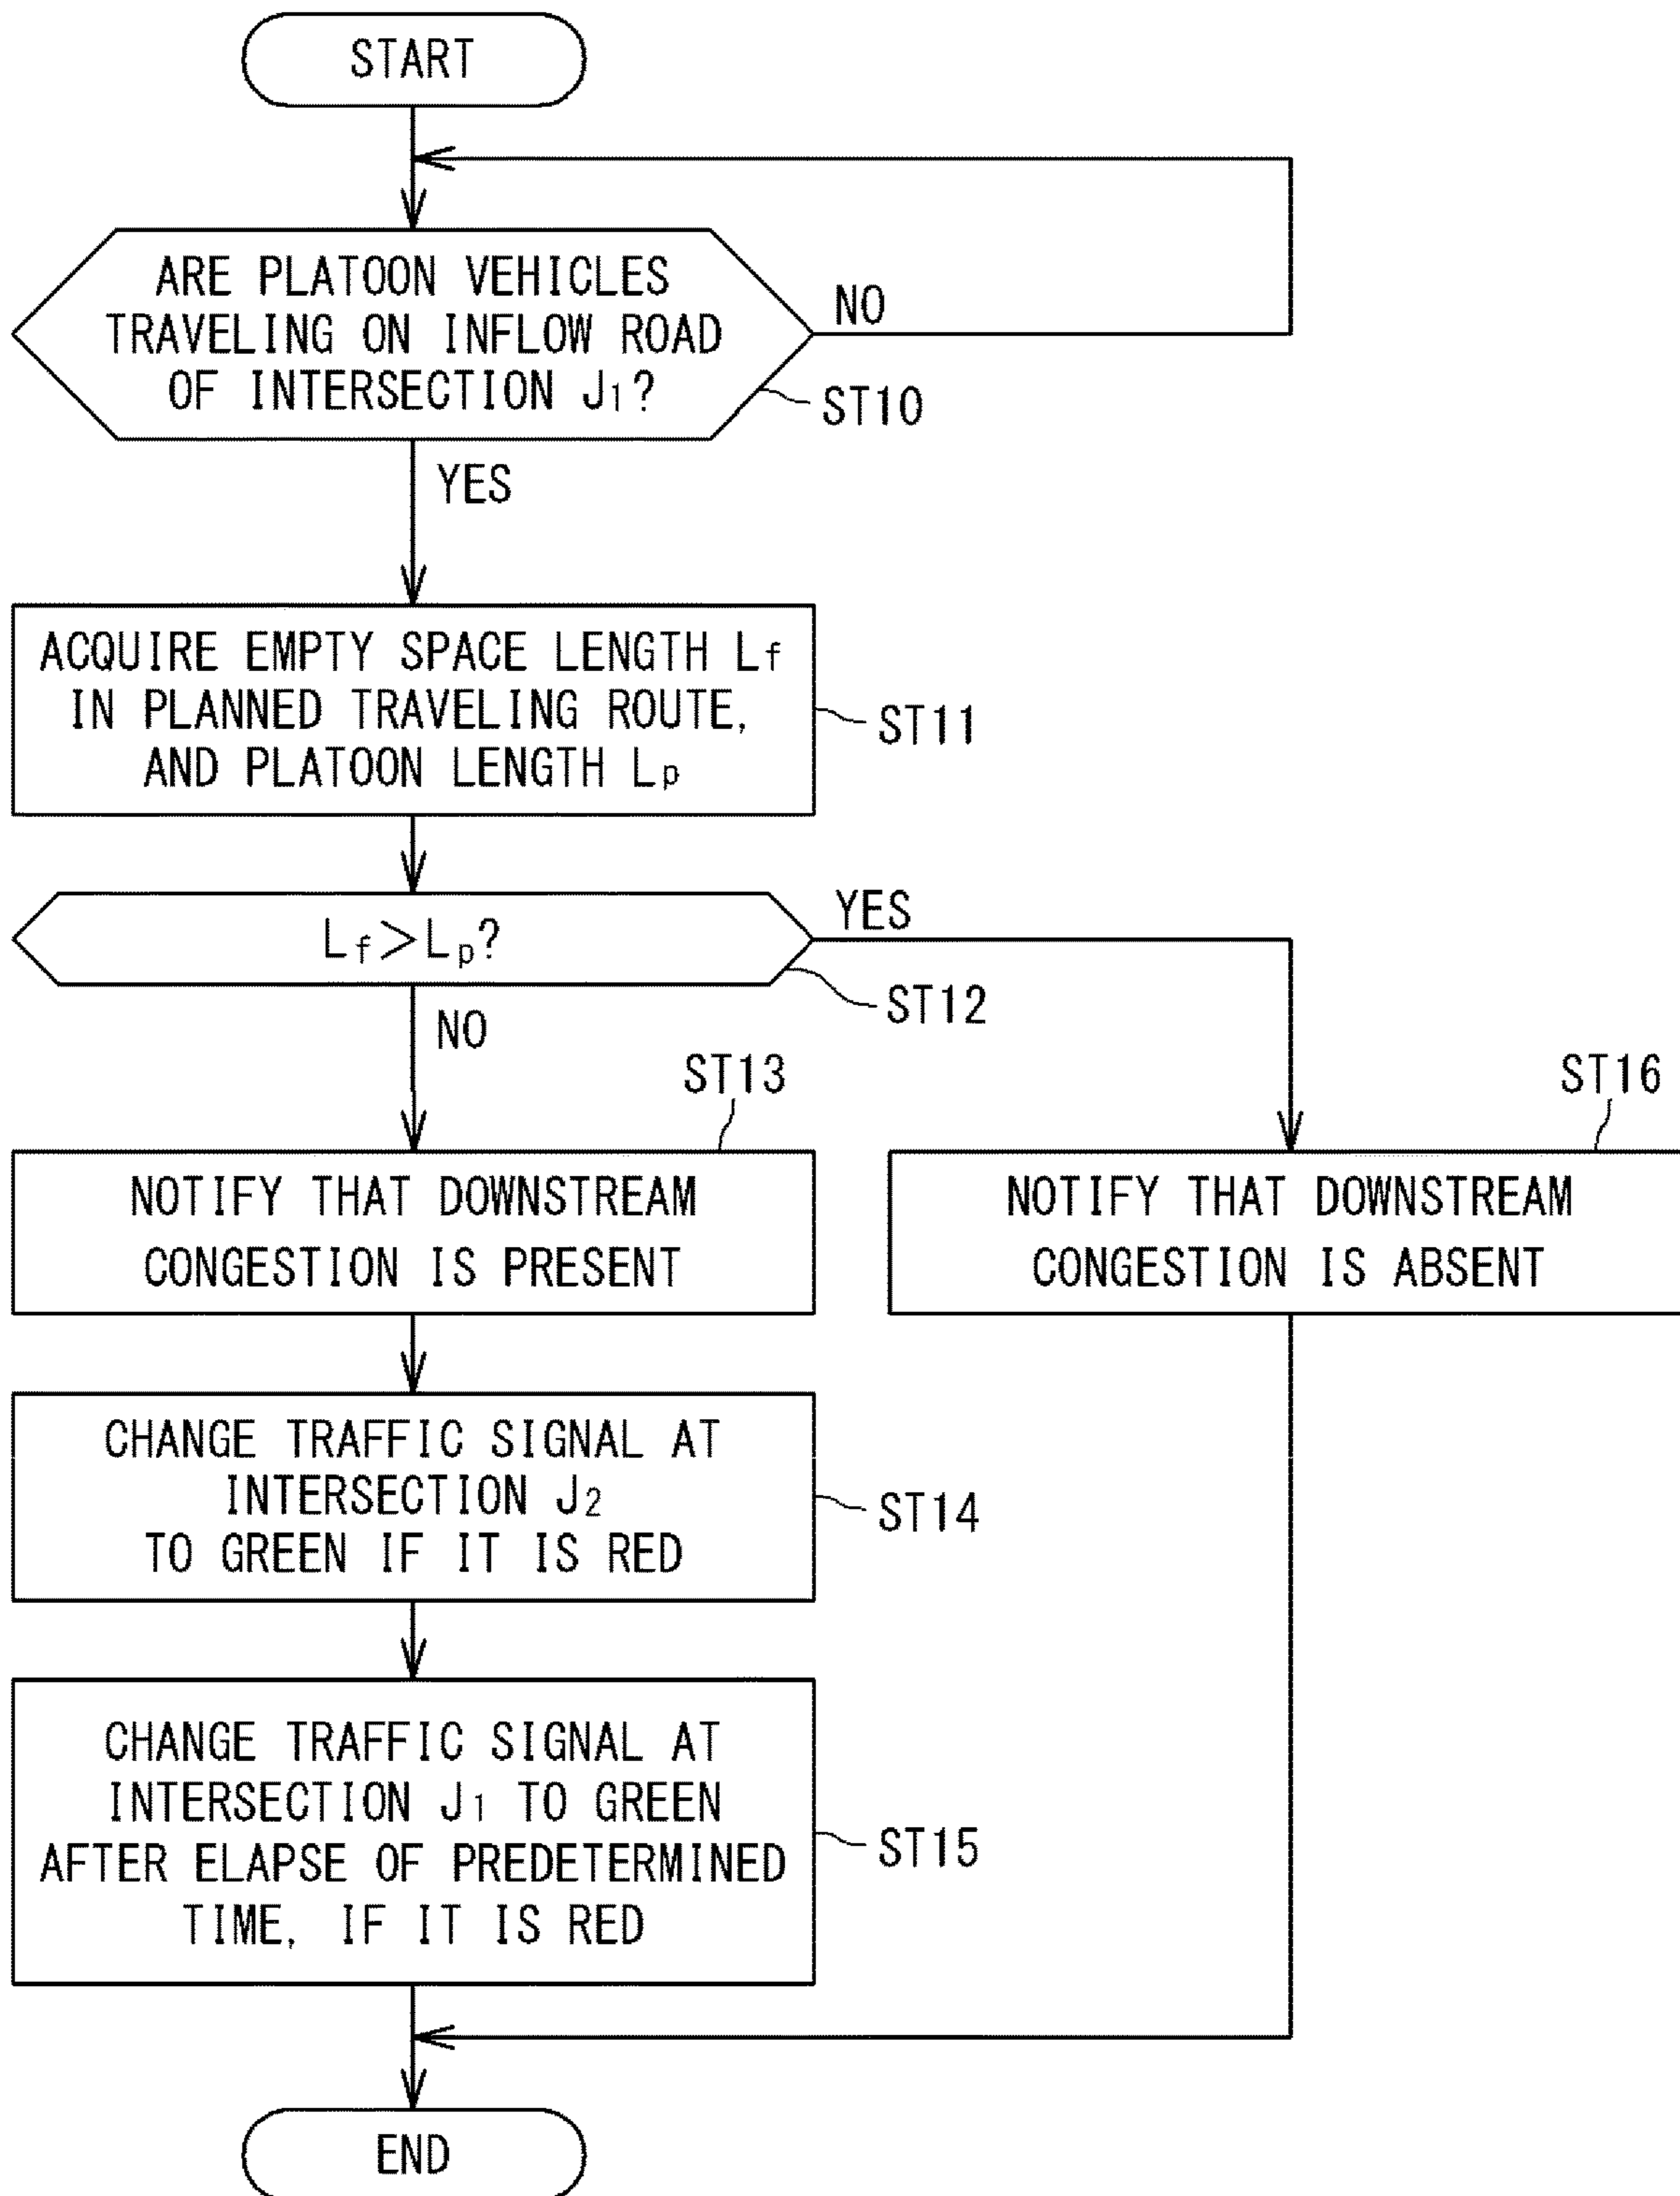 START
ARE PLATOON VEHICLES
TRAVELING ON INFLOW ROAD
OF INTERSECTION J1?
NO
ST10
YES
ACQUIRE EMPTY SPACE LENGTH Lf
IN PLANNED TRAVELING ROUTE,
AND PLATOON LENGTH Lp
ST11
Lf>Lp?
YES
ST12
NO
ST13
ST16
NOTIFY THAT DOWNSTREAM
CONGESTION IS PRESENT
NOTIFY THAT DOWNSTREAM
CONGESTION IS ABSENT
CHANGE TRAFFIC SIGNAL AT
INTERSECTION J2
TO GREEN IF IT IS RED
ST14
CHANGE TRAFFIC SIGNAL AT
INTERSECTION J1 TO GREEN
AFTER ELAPSE OF PREDETERMINED
TIME, IF IT IS RED
ST15
END